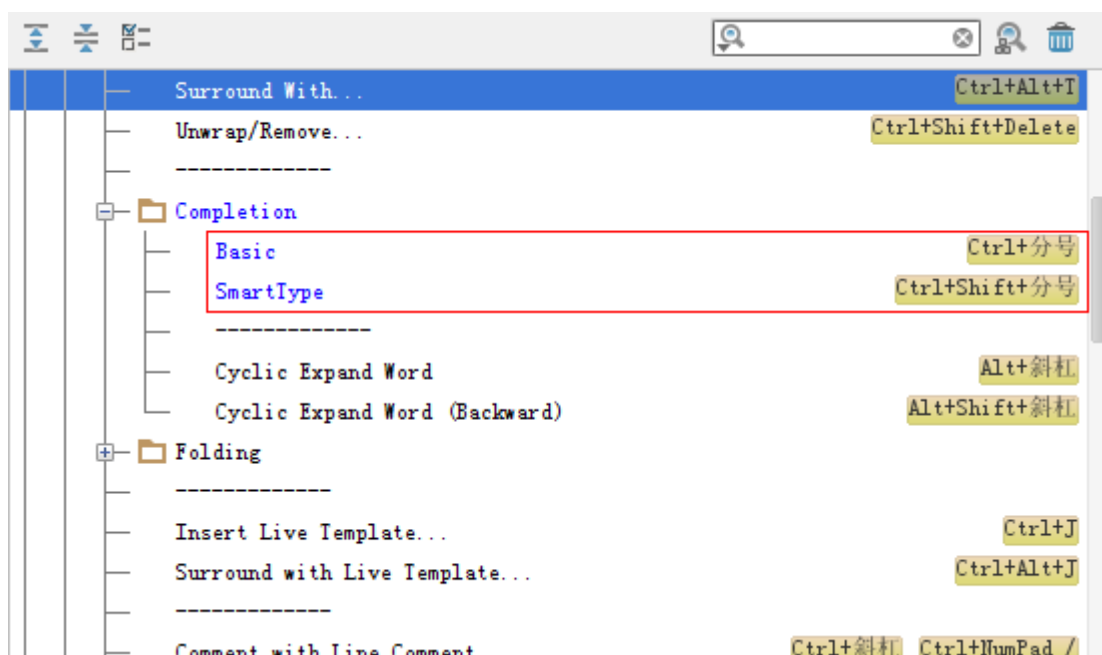 Surround With... Ctrl+Alt+T
Unwrap/Remove... Ctrl+Shift+Delete
-------------
Completion
Basic Ctrl+分号
SmartType Ctrl+Shift+分号
-------------
Cyclic Expand Word Alt+斜杠
Cyclic Expand Word (Backward) Alt+Shift+斜杠
Folding
-------------
Insert Live Template... Ctrl+J
Surround with Live Template... Ctrl+Alt+J
-------------
Comment with Line Comment Ctrl+斜杠 Ctrl+NumPad /